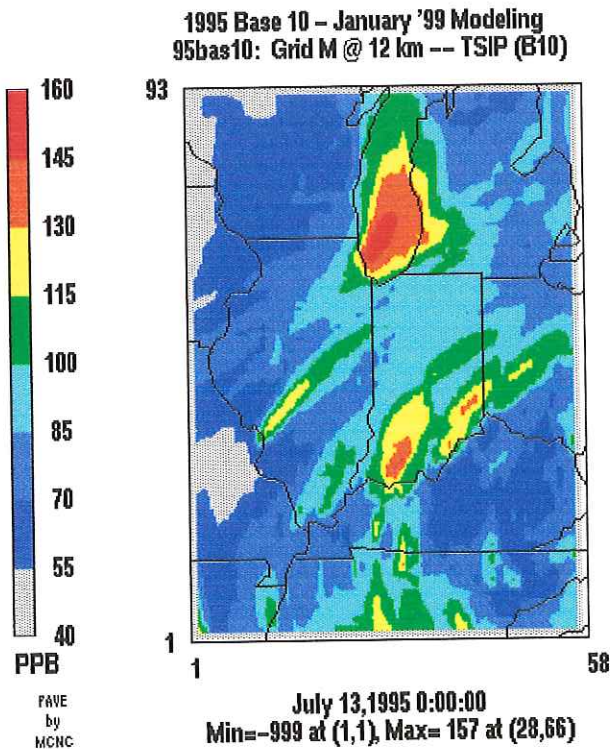 1995 Base 10 – January '99 Modeling
95bas10: Grid M @ 12 km –– TSIP (B10)
160
145
130
115
100
85
70
55
40
PPB
PAVE
by
MCNC
93
1
1
58
July 13,1995 0:00:00
Min=-999 at (1,1), Max= 157 at (28,66)